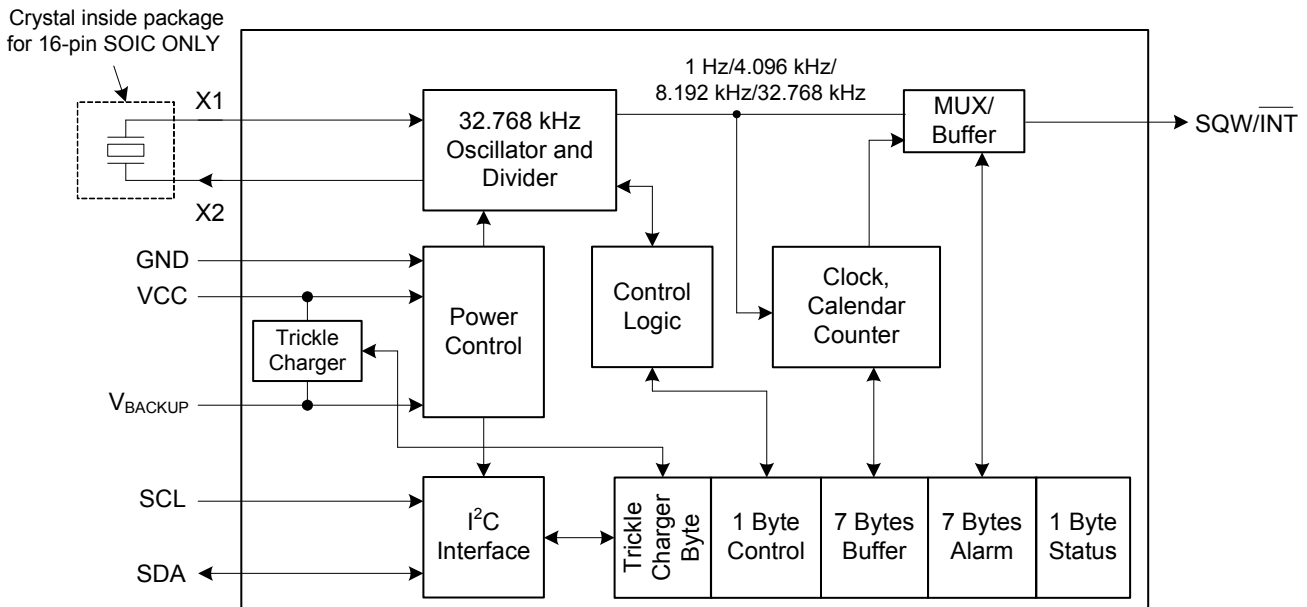 Crystal inside package
for 16-pin SOIC ONLY
X1
X2
32.768 kHz
Oscillator and
Divider
1 Hz/4.096 kHz/
8.192 kHz/32.768 kHz
MUX/
Buffer
SQW/I̅N̅T̅
GND
VCC
Trickle
Charger
V_BACKUP
Power
Control
Control
Logic
Clock,
Calendar
Counter
SCL
SDA
I²C
Interface
Trickle
Charger
Byte
1 Byte
Control
7 Bytes
Buffer
7 Bytes
Alarm
1 Byte
Status